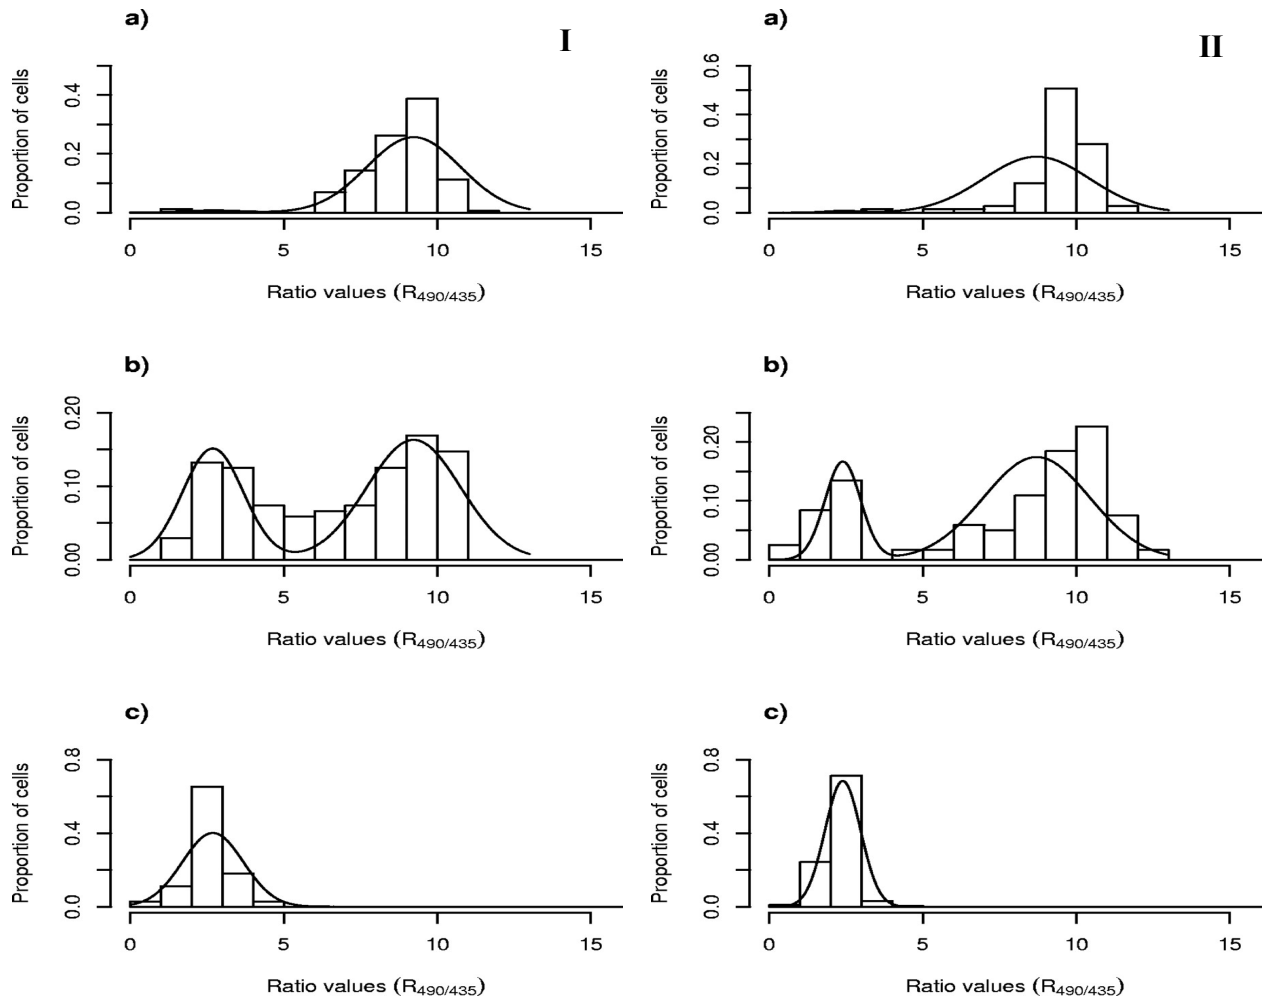 a)
I
Proportion of cells
0.0 0.2 0.4
0 5 10 15
Ratio values (R490/435)
a)
II
Proportion of cells
0.0 0.2 0.4 0.6
0 5 10 15
Ratio values (R490/435)
b)
Proportion of cells
0.00 0.10 0.20
0 5 10 15
Ratio values (R490/435)
b)
Proportion of cells
0.00 0.10 0.20
0 5 10 15
Ratio values (R490/435)
c)
Proportion of cells
0.0 0.4 0.8
0 5 10 15
Ratio values (R490/435)
c)
Proportion of cells
0.0 0.4 0.8
0 5 10 15
Ratio values (R490/435)